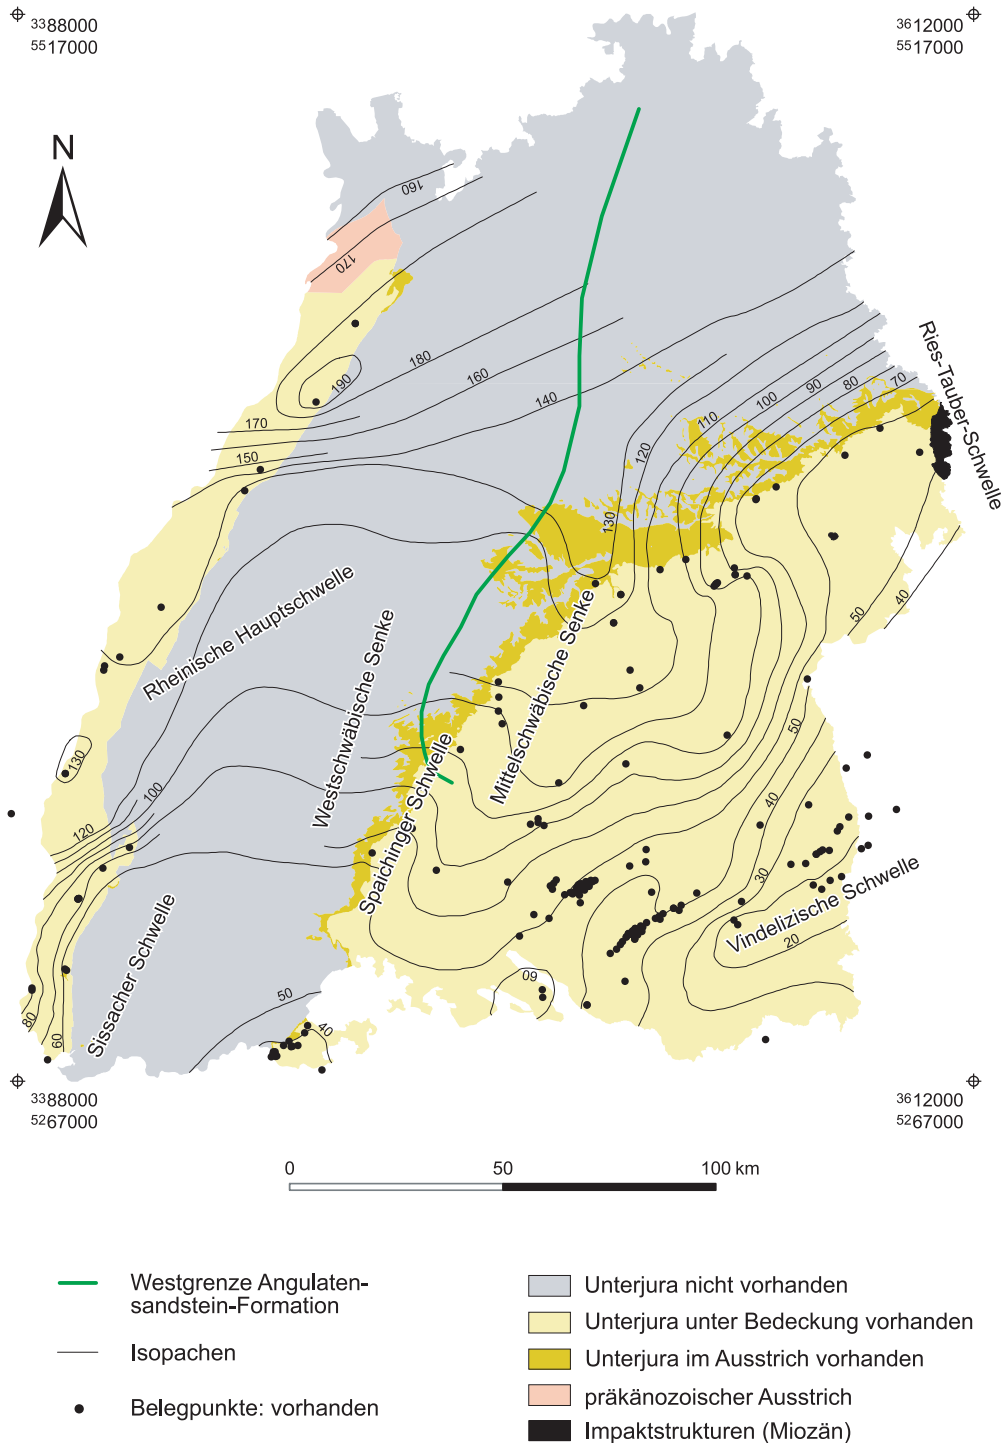 3388000
5517000
3612000
5517000
N
160
170
180
190
160
140
170
150
130
120
110
100
90
80
70
Ries-Tauber-Schwelle
Rheinische Hauptschwelle
Westschwäbische Senke
Mittelschwäbische Senke
Spaichinger Schwelle
Sissacher Schwelle
Vindelizische Schwelle
50
40
50
40
30
20
130
100
120
80
60
50
40
60
3388000
5267000
3612000
5267000
0
50
100 km
Westgrenze Angulaten-
sandstein-Formation
Isopachen
Belegpunkte: vorhanden
Unterjura nicht vorhanden
Unterjura unter Bedeckung vorhanden
Unterjura im Ausstrich vorhanden
präkänozoischer Ausstrich
Impaktstrukturen (Miozän)